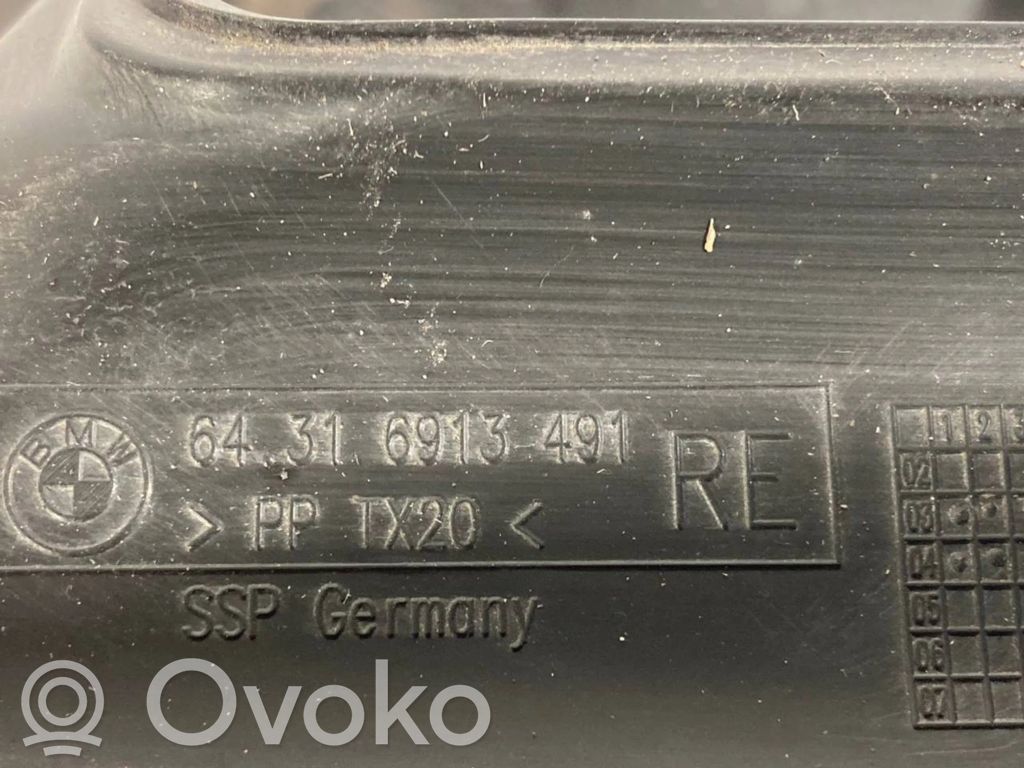 BMW
64.31 6913 491
RE
> PP TX20 <
SSP Germany
1 2 3
02
03
04
05
06
07
Ovoko